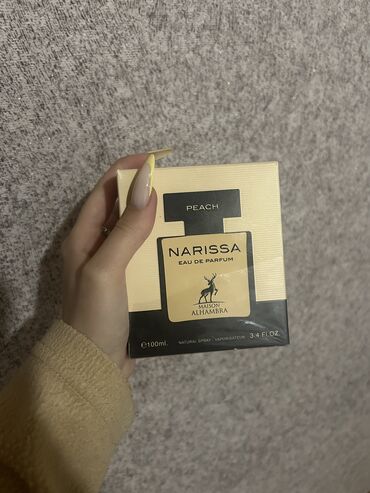 PEACH
NARISSA
EAU DE PARFUM
MAISON
ALHAMBRA
℮100ml. NATURAL SPRAY - VAPORISATEUR 3.4 FL.OZ.